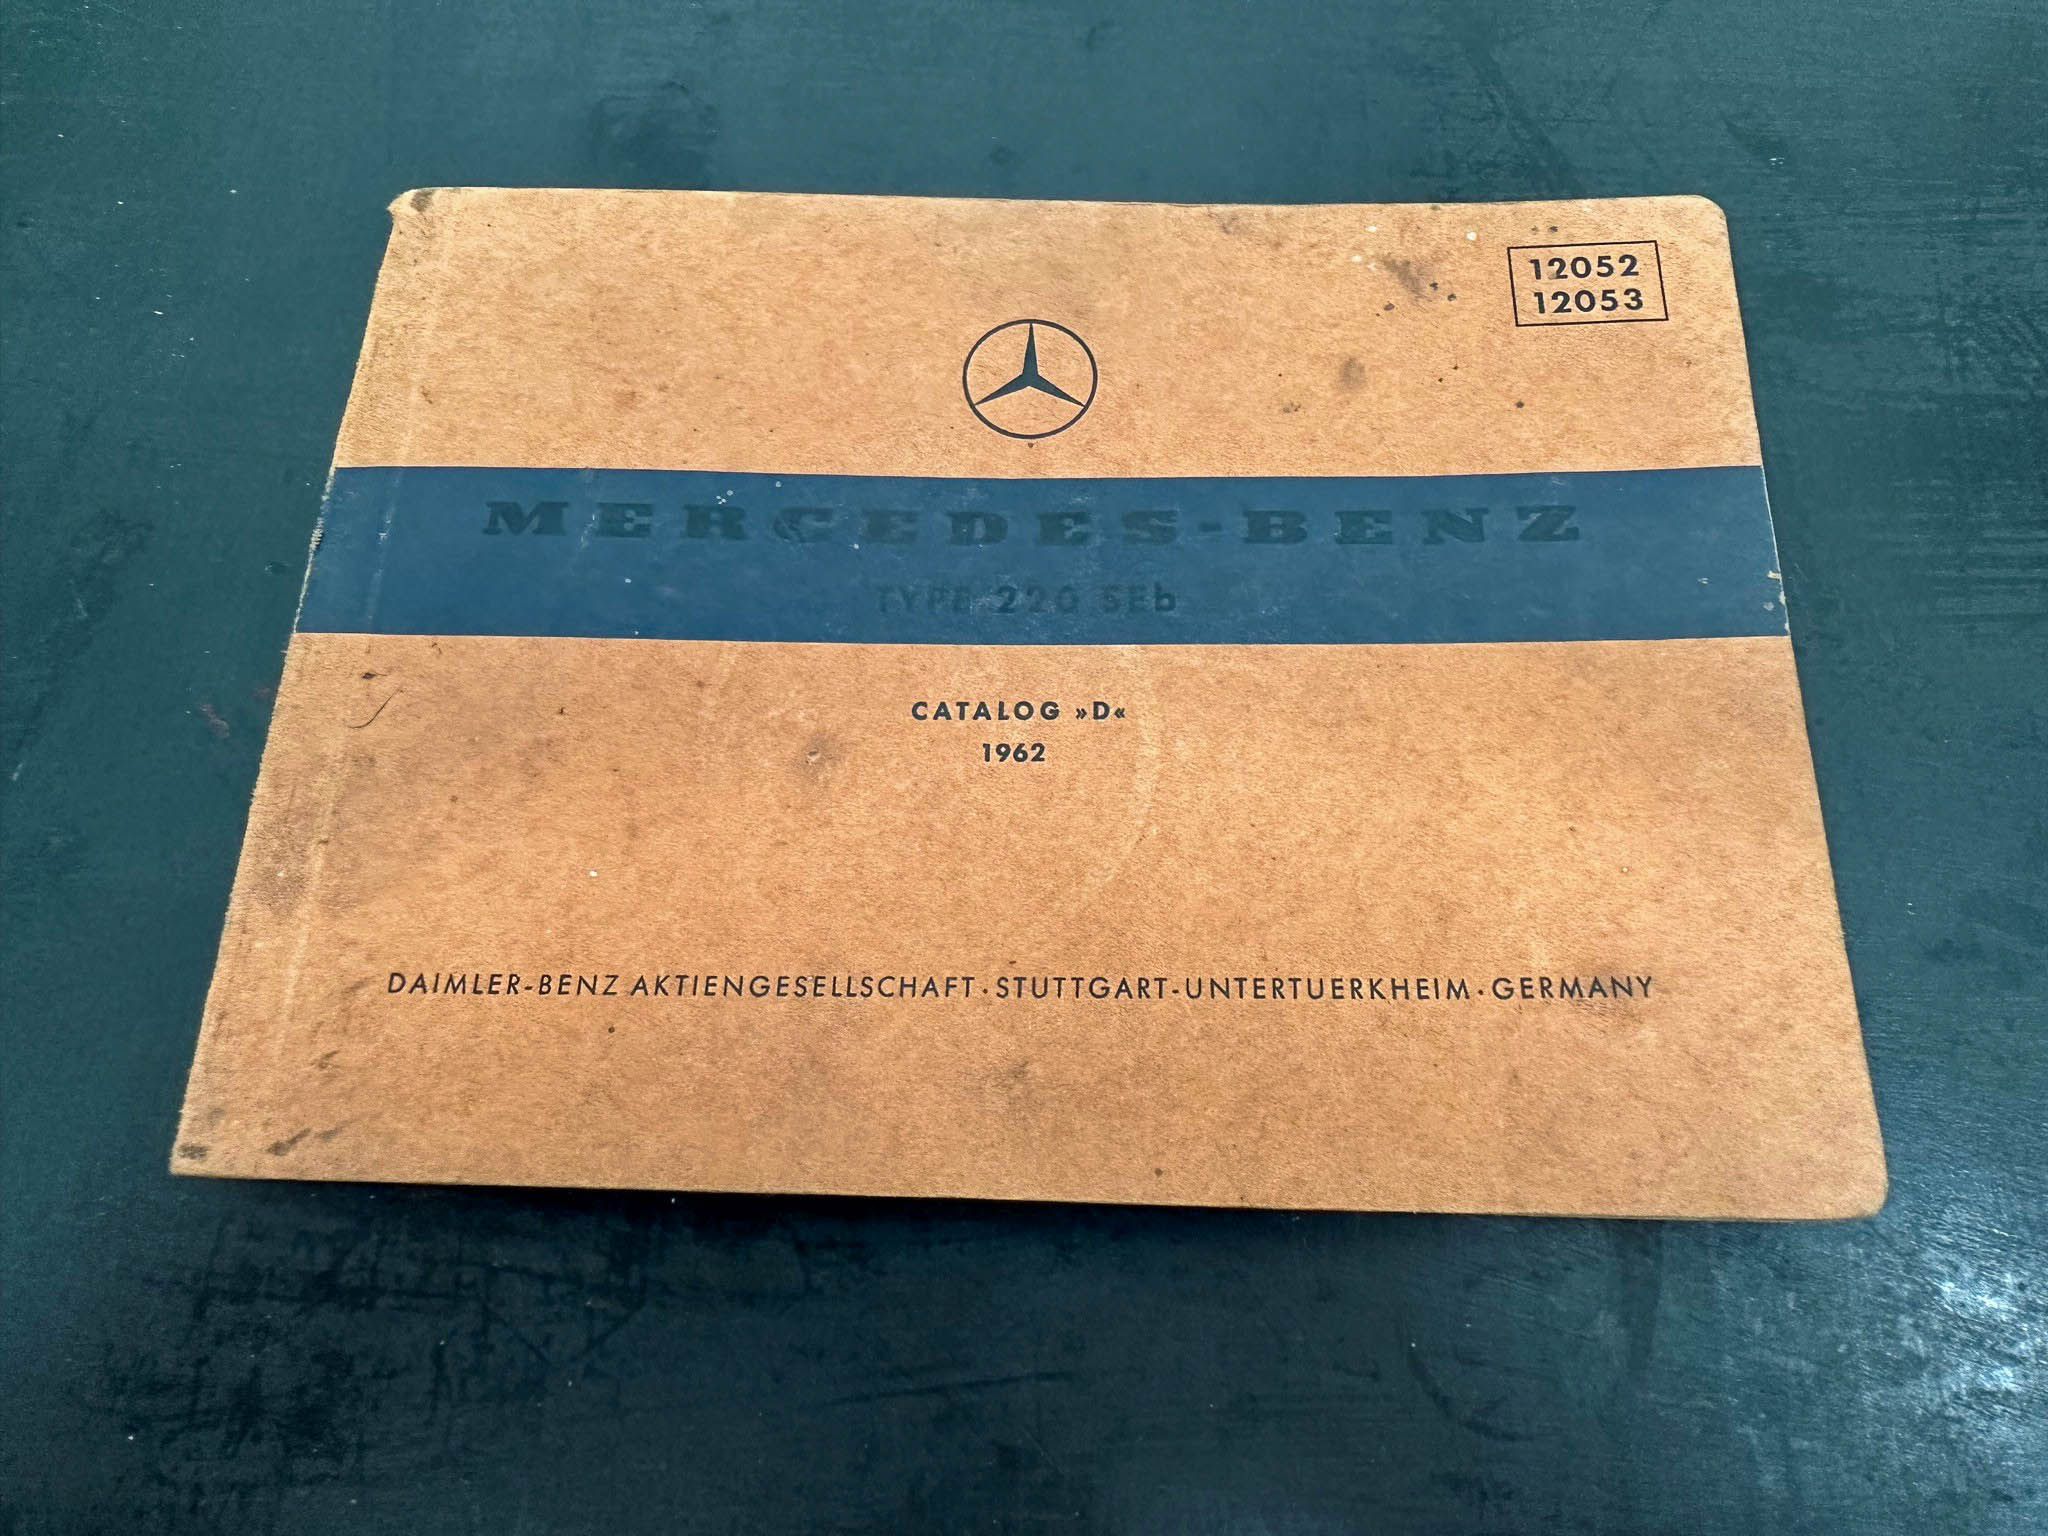 12052
12053
MERCEDES-BENZ
TYPE 220 SEb
CATALOG »D«
1962
DAIMLER-BENZ AKTIENGESELLSCHAFT · STUTTGART-UNTERTUERKHEIM · GERMANY